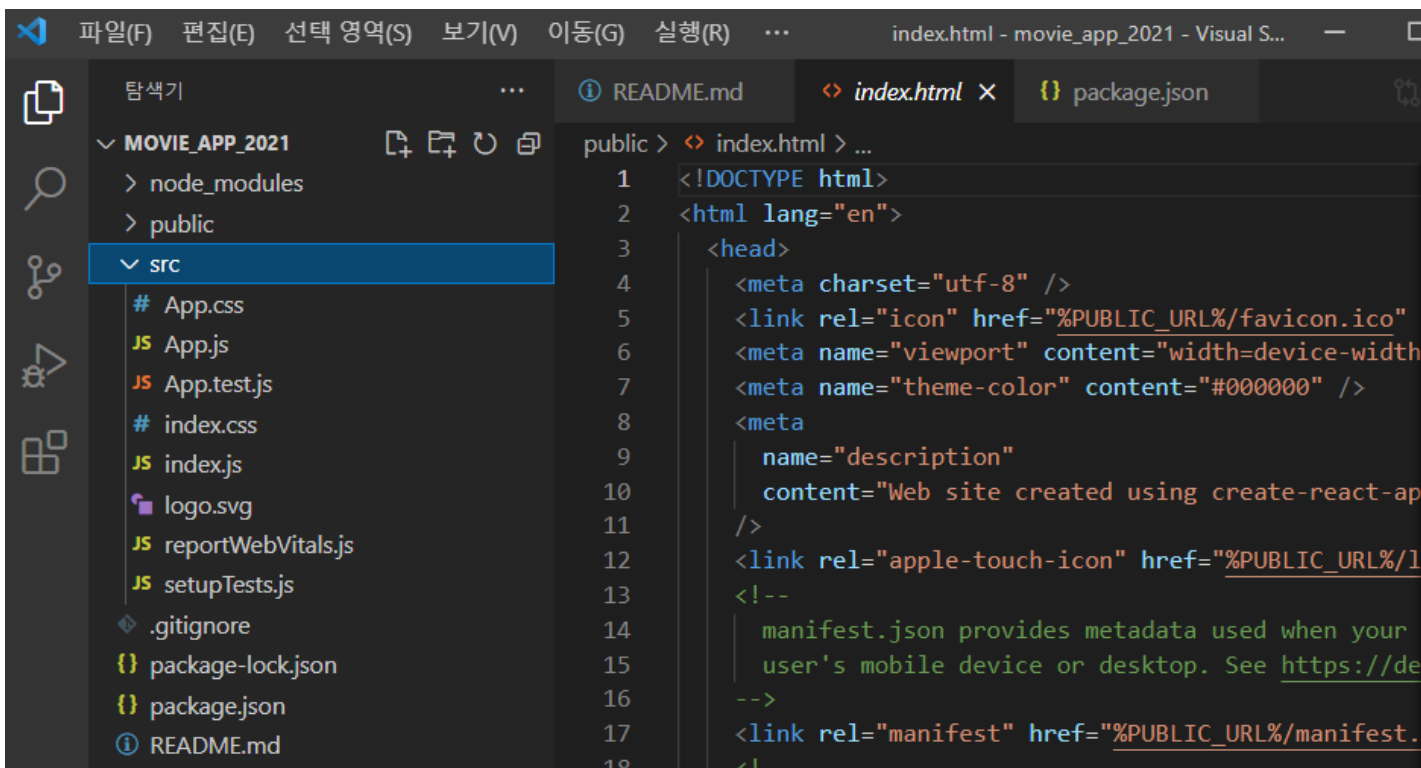 파일(F) 편집(E) 선택 영역(S) 보기(V) 이동(G) 실행(R) ··· index.html - movie_app_2021 - Visual S...
탐색기 ···
README.md index.html package.json
MOVIE_APP_2021
node_modules
public
src
App.css
App.js
App.test.js
index.css
index.js
logo.svg
reportWebVitals.js
setupTests.js
.gitignore
package-lock.json
package.json
README.md
public > index.html > ...
1 <!DOCTYPE html>
2 <html lang="en">
3 <head>
4 <meta charset="utf-8" />
5 <link rel="icon" href="%PUBLIC_URL%/favicon.ico"
6 <meta name="viewport" content="width=device-width
7 <meta name="theme-color" content="#000000" />
8 <meta
9 name="description"
10 content="Web site created using create-react-ap
11 />
12 <link rel="apple-touch-icon" href="%PUBLIC_URL%/l
13 <!--
14 manifest.json provides metadata used when your
15 user's mobile device or desktop. See https://de
16 -->
17 <link rel="manifest" href="%PUBLIC_URL%/manifest.
18 <!--